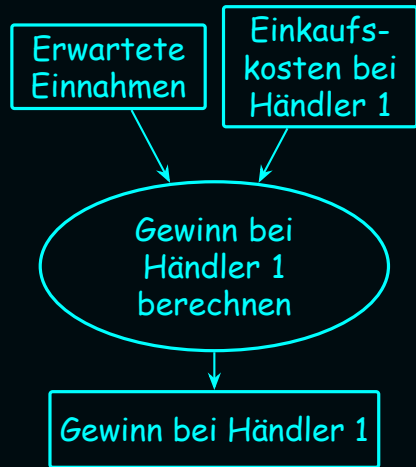 Erwartete
Einnahmen
Einkaufs-
kosten bei
Händler 1
Gewinn bei
Händler 1
berechnen
Gewinn bei Händler 1